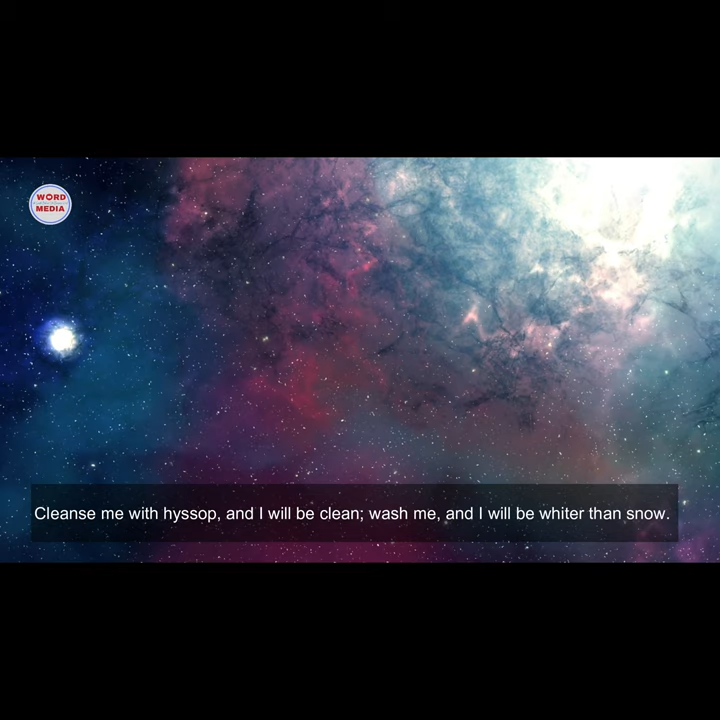 WORD
MEDIA
Cleanse me with hyssop, and I will be clean; wash me, and I will be whiter than snow.